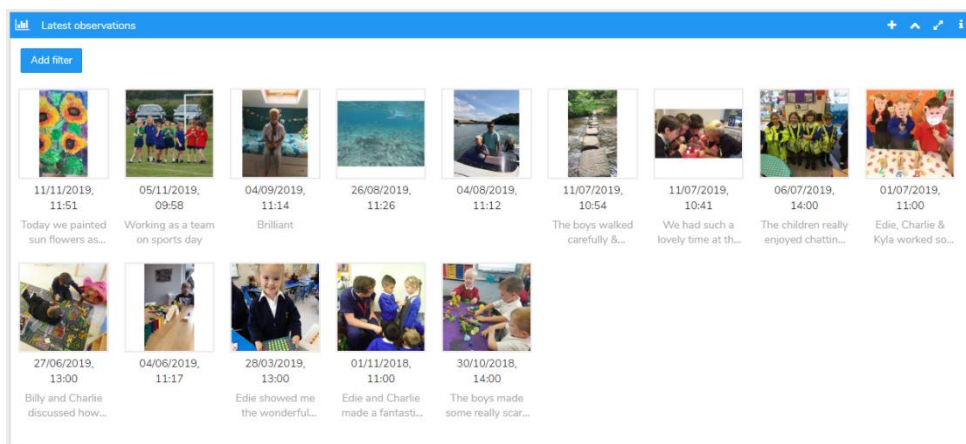 Latest observations
Add filter
11/11/2019,
11:51
Today we painted
sun flowers as...
05/11/2019,
09:58
Working as a team
on sports day
04/09/2019,
11:14
Brilliant
26/08/2019,
11:26
04/08/2019,
11:12
11/07/2019,
10:54
The boys walked
carefully &...
11/07/2019,
10:41
We had such a
lovely time at th...
06/07/2019,
14:00
The children really
enjoyed chattin...
01/07/2019,
11:00
Edie, Charlie &
Kyla worked so...
27/06/2019,
13:00
Billy and Charlie
discussed how...
04/06/2019,
11:17
28/03/2019,
13:00
Edie showed me
the wonderful...
01/11/2018,
11:00
Edie and Charlie
made a fantasti...
30/10/2018,
14:00
The boys made
some really scar...